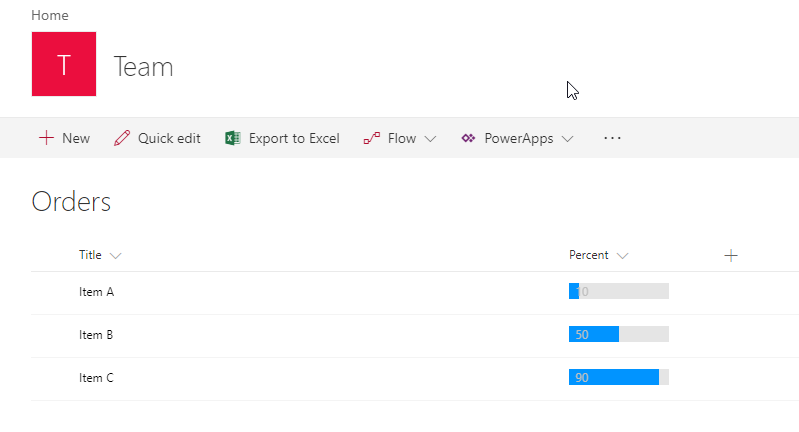 Home
T
Team
New Quick edit Export to Excel Flow PowerApps ...
Orders
Title Percent
Item A 10
Item B 50
Item C 90